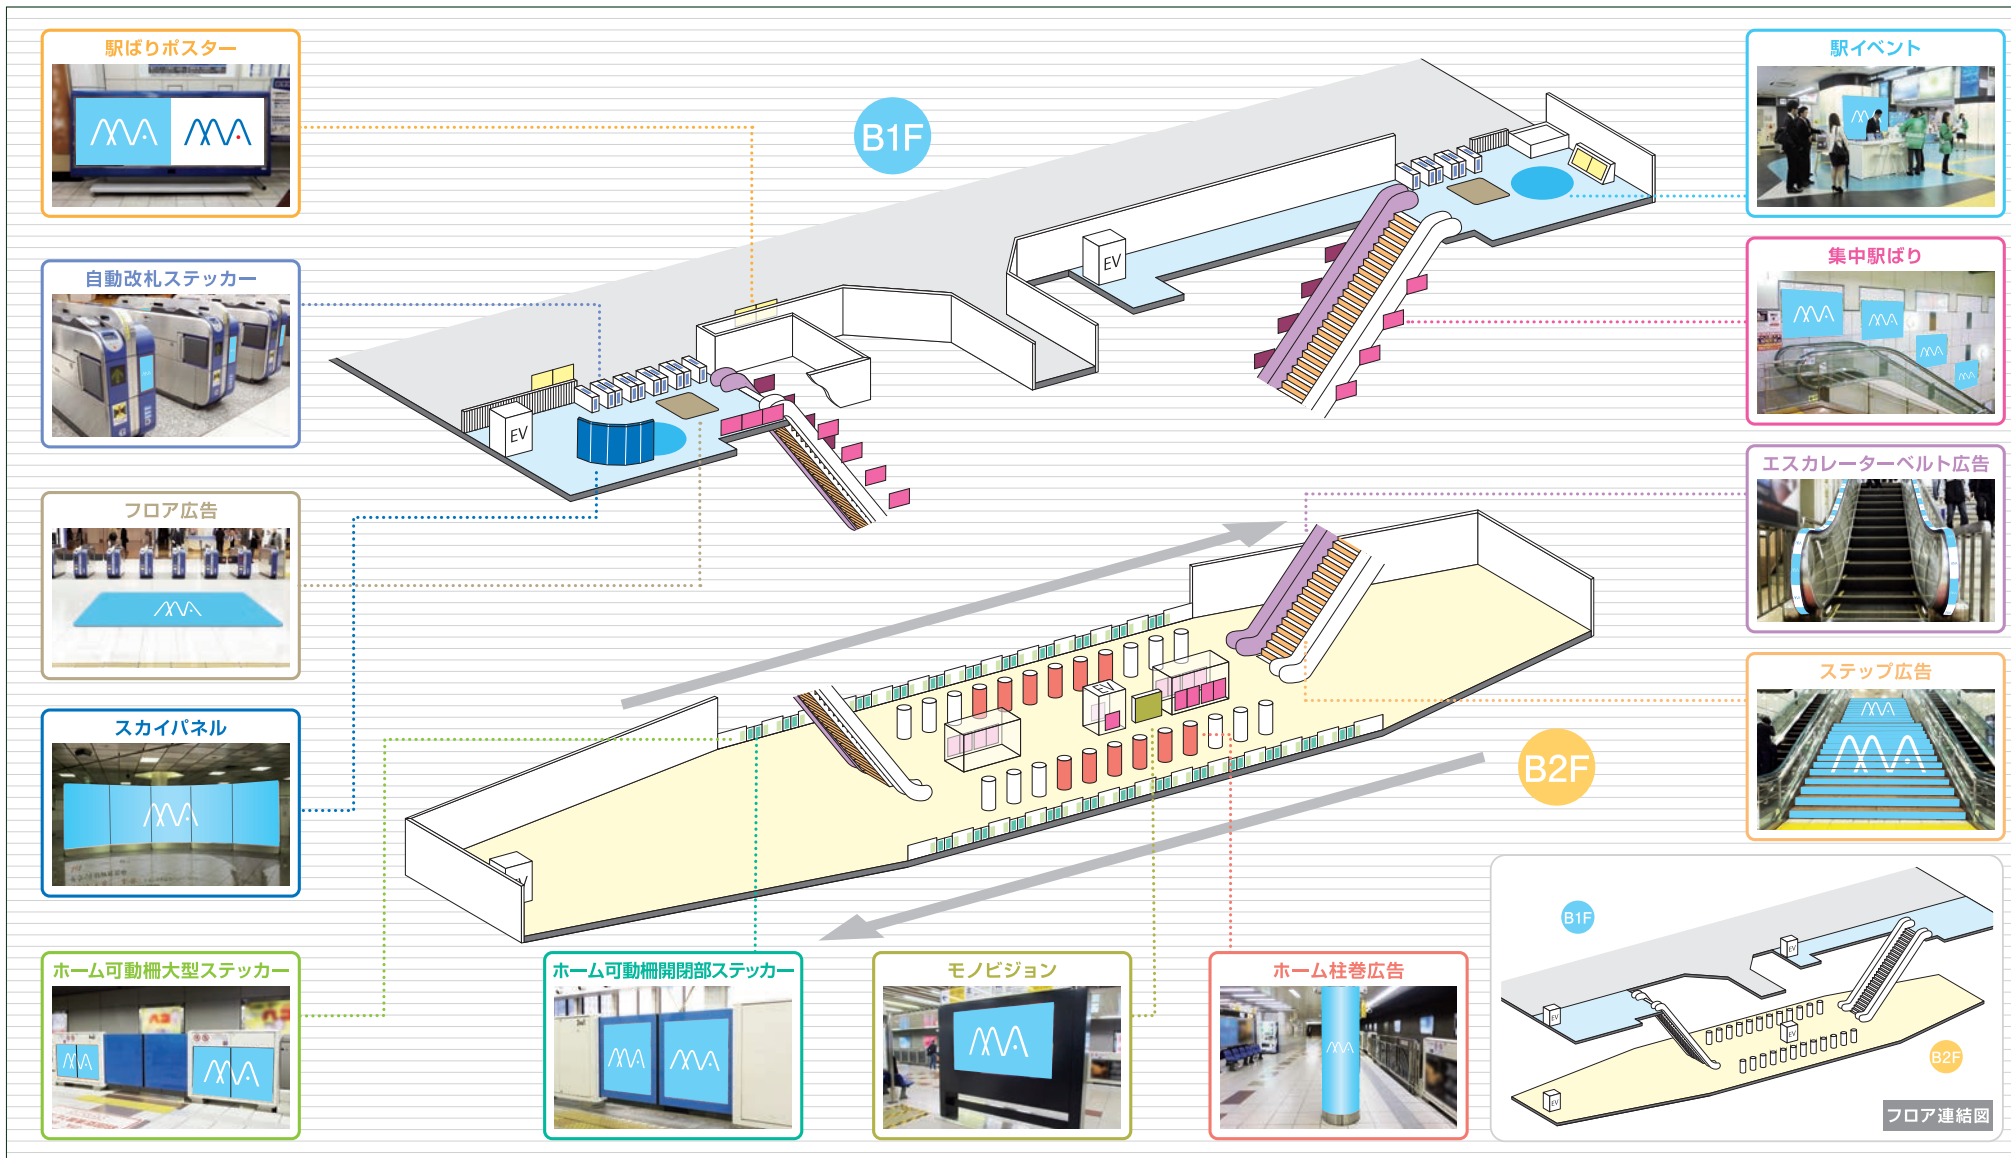 駅ばりポスター
自動改札ステッカー
フロア広告
スカイパネル
ホーム可動柵大型ステッカー
ホーム可動柵開閉部ステッカー
モノビジョン
ホーム柱巻広告
駅イベント
集中駅ばり
エスカレーターベルト広告
ステップ広告
B1F
EV
EV
B2F
EV
B1F
EV
EV
EV
EV
B2F
フロア連結図